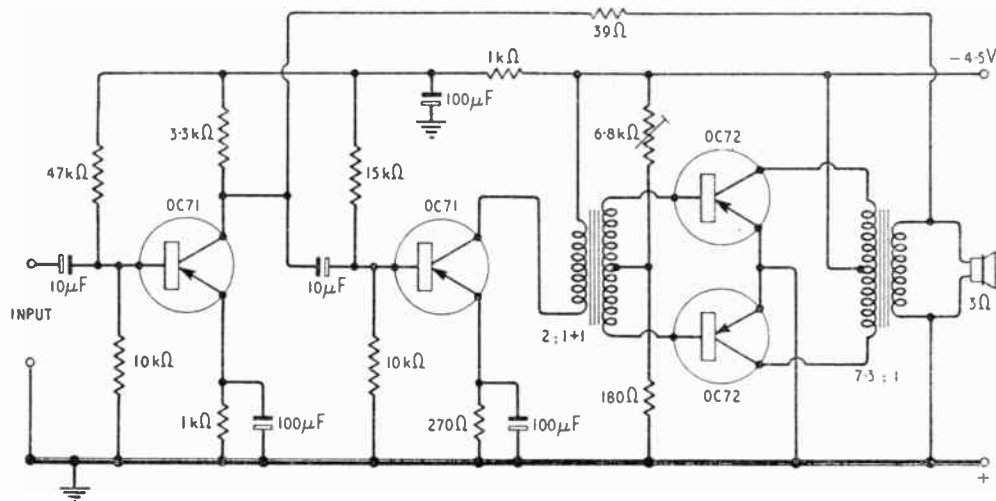 39Ω
1kΩ
-4·5V
100μF
3·3kΩ
6·8kΩ
OC72
47kΩ
15kΩ
OC71
OC71
10μF
10μF
INPUT
3Ω
2:1+1
10kΩ
10kΩ
OC72
7·3:1
180Ω
1kΩ
100μF
270Ω
100μF
+